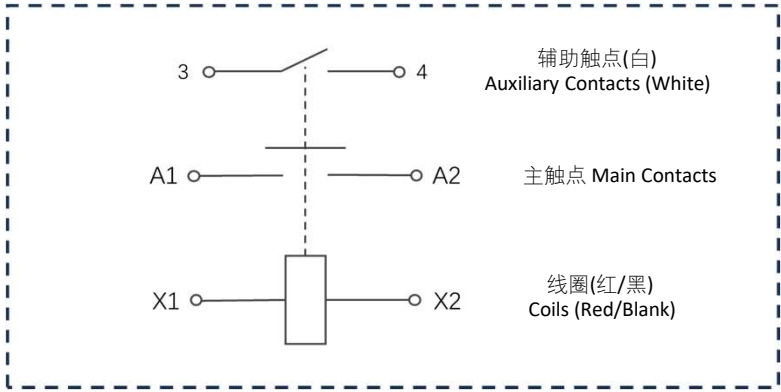 3 4 辅助触点(白)
Auxiliary Contacts (White)
A1 A2 主触点 Main Contacts
X1 X2 线圈(红/黑)
Coils (Red/Blank)